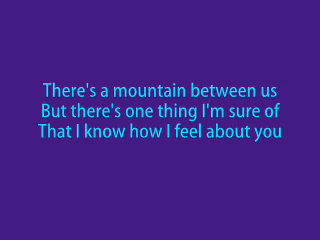 There's a mountain between us
But there's one thing I'm sure of
That I know how I feel about you